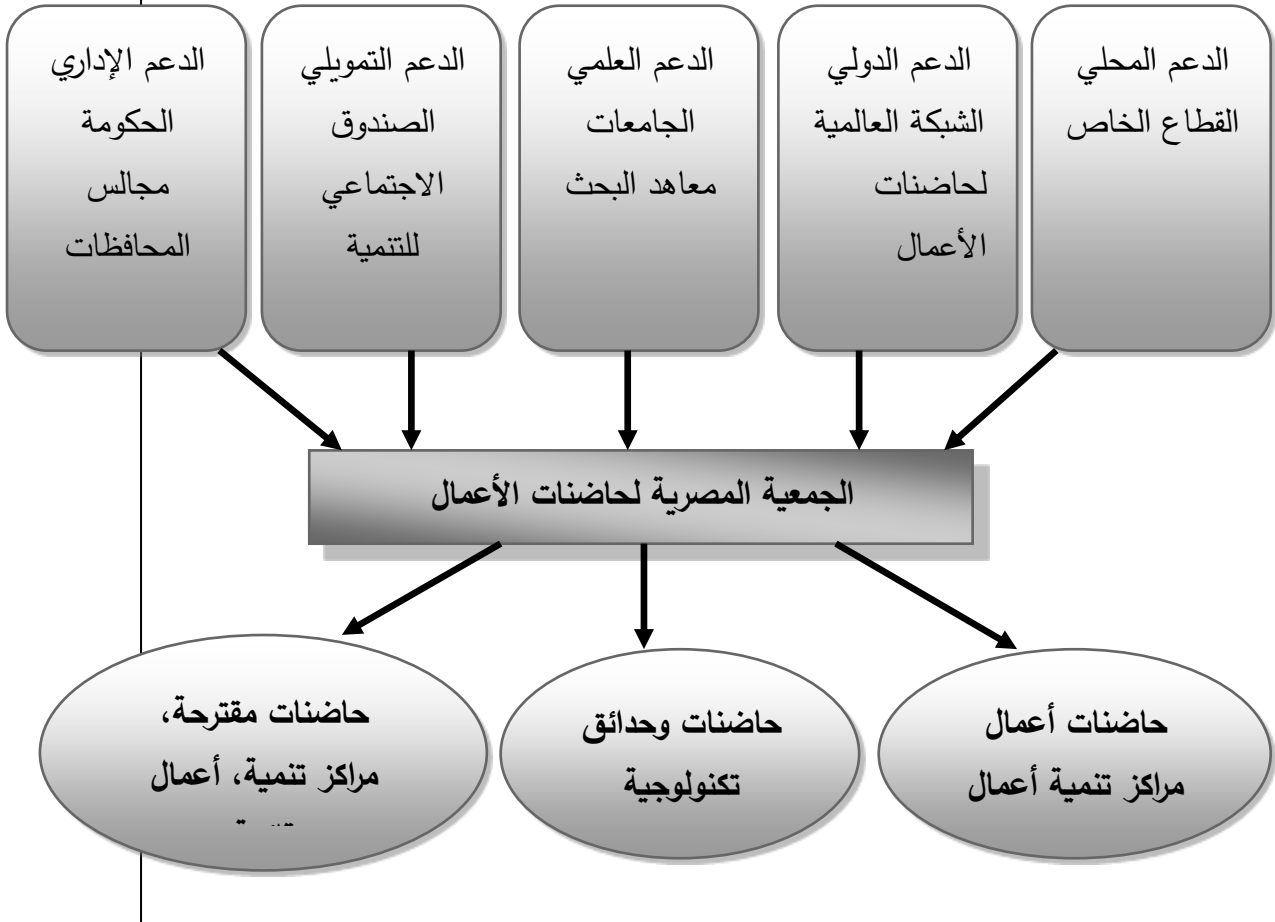 الدعم المحلي
القطاع الخاص
الدعم الدولي
الشبكة العالمية
لحاضنات
الأعمال
الدعم العلمي
الجامعات
معاهد البحث
الدعم التمويلي
الصندوق
الاجتماعي
للتنمية
الدعم الإداري
الحكومة
مجالس
المحافظات
الجمعية المصرية لحاضنات الأعمال
حاضنات أعمال
مراكز تنمية أعمال
حاضنات وحدائق
تكنولوجية
حاضنات مقترحة،
مراكز تنمية، أعمال